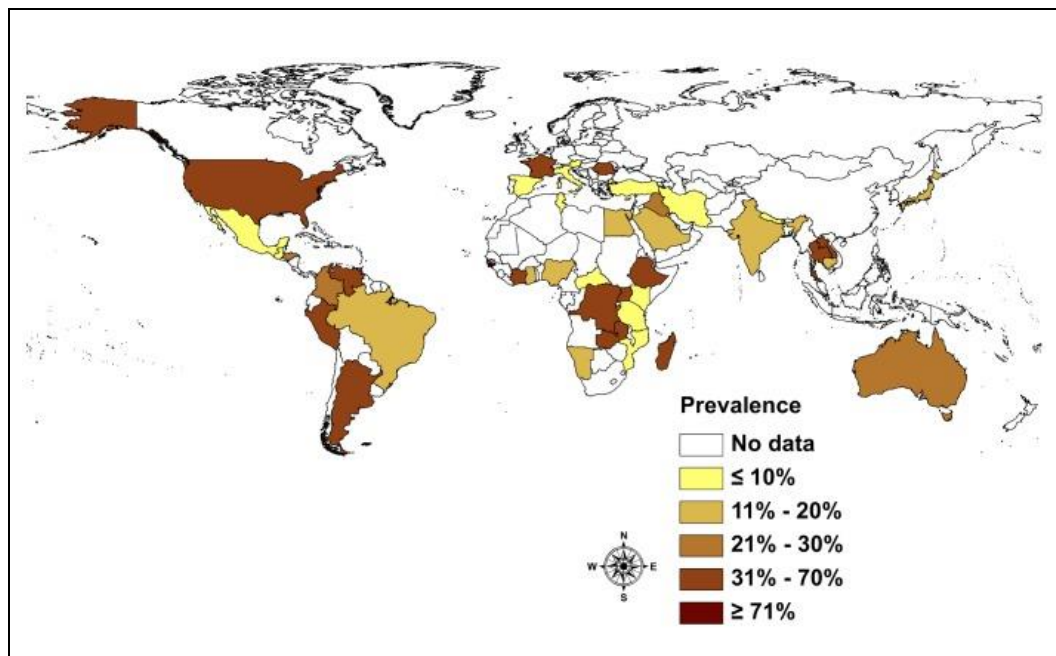 Prevalence
No data
≤ 10%
11% - 20%
21% - 30%
31% - 70%
≥ 71%
N
W E
S